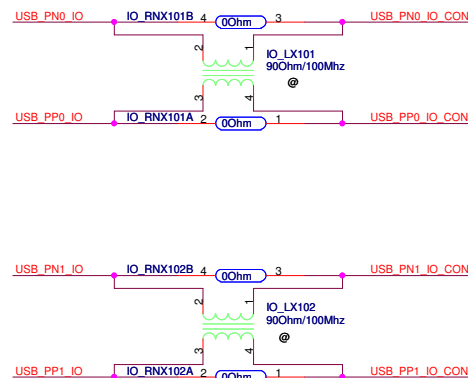 USB_PN0_IO IO_RNX101B 4 0Ohm 3 USB_PN0_IO_CON
2 1 IO_LX101
90Ohm/100Mhz
@
3 4
USB_PP0_IO IO_RNX101A 2 0Ohm 1 USB_PP0_IO_CON
USB_PN1_IO IO_RNX102B 4 0Ohm 3 USB_PN1_IO_CON
2 1 IO_LX102
90Ohm/100Mhz
@
3 4
USB_PP1_IO IO_RNX102A 2 0Ohm 1 USB_PP1_IO_CON